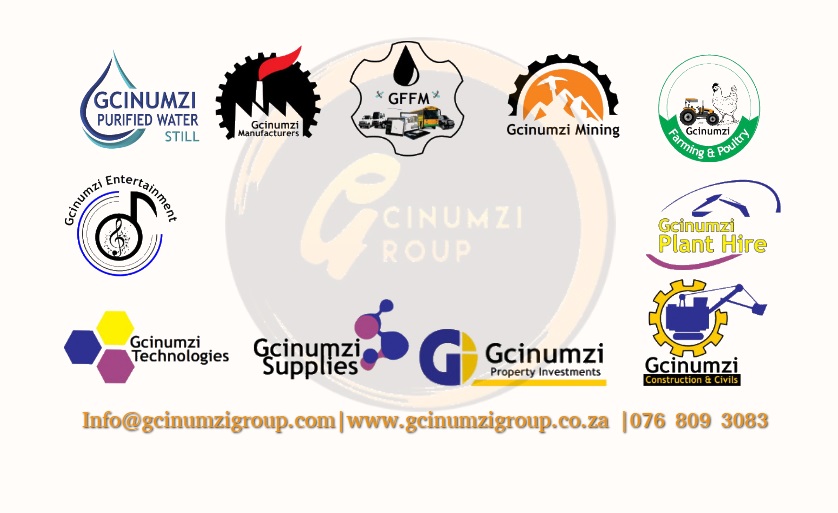 GCINUMZI
PURIFIED WATER
STILL
Gcinumzi
Manufacturers
GFFM
Gcinumzi Mining
Gcinumzi
Farming & Poultry
Gcinumzi Entertainment
GCINUMZI
GROUP
Gcinumzi
Plant Hire
Gcinumzi
Technologies
Gcinumzi
Supplies
Gcinumzi
Property Investments
Gcinumzi
Construction & Civils
Info@gcinumzigroup.com|www.gcinumzigroup.co.za |076 809 3083